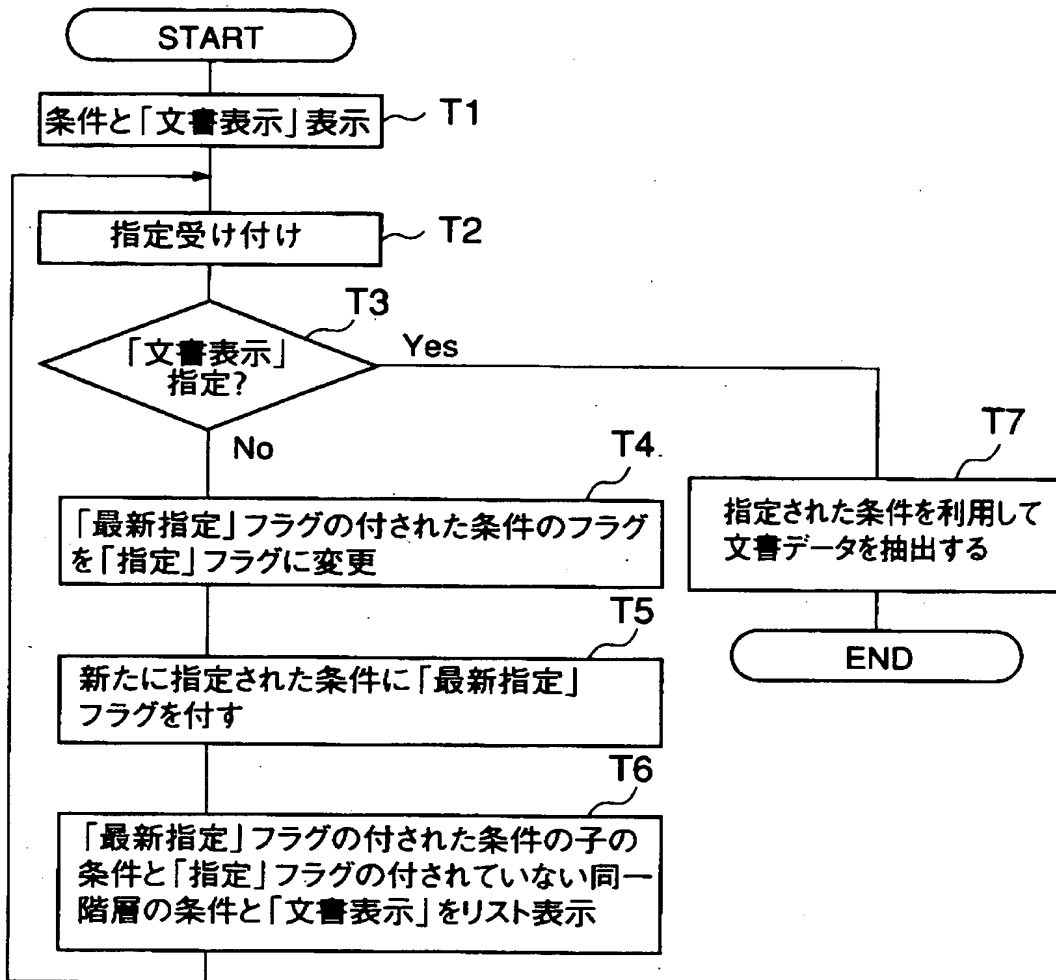 START
条件と「文書表示」表示
T1
指定受け付け
T2
T3
「文書表示」
指定?
Yes
No
T4
「最新指定」フラグの付された条件のフラグ
を「指定」フラグに変更
T5
新たに指定された条件に「最新指定」
フラグを付す
T6
「最新指定」フラグの付された条件の子の
条件と「指定」フラグの付されていない同一
階層の条件と「文書表示」をリスト表示
T7
指定された条件を利用して
文書データを抽出する
END